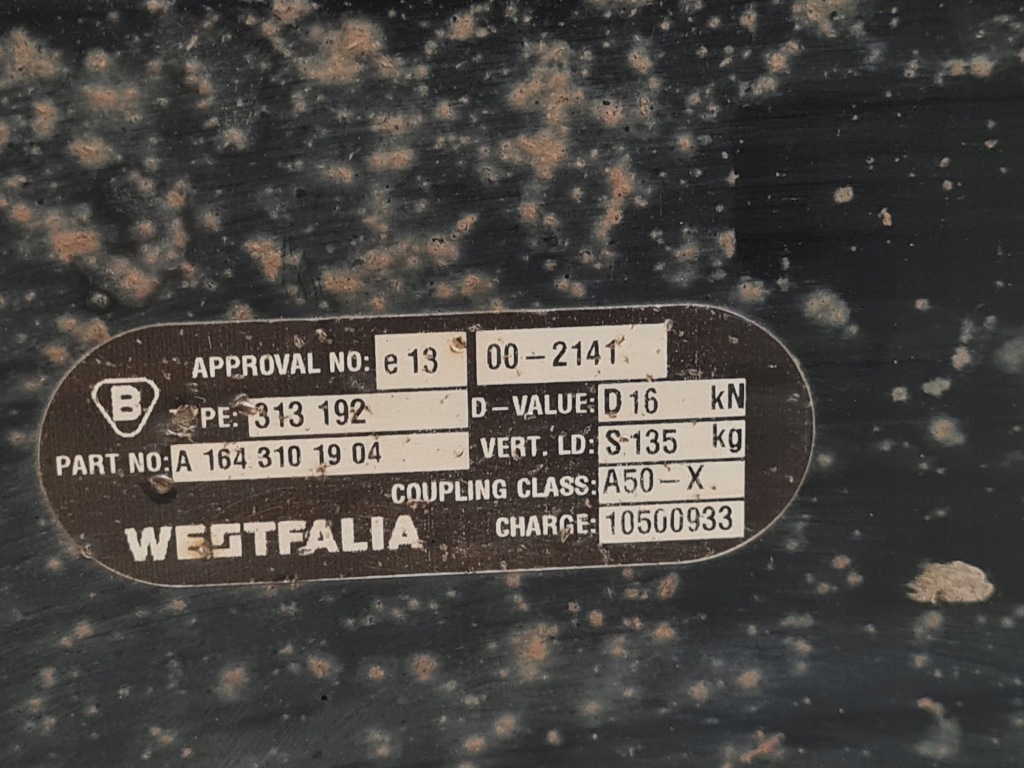 APPROVAL NO: e 13 00-2141
B
PE: 313 192
D-VALUE: D 16 kN
PART NO: A 164 310 19 04
VERT. LD: S 135 kg
COUPLING CLASS: A50-X
WESTFALIA
CHARGE: 10500933